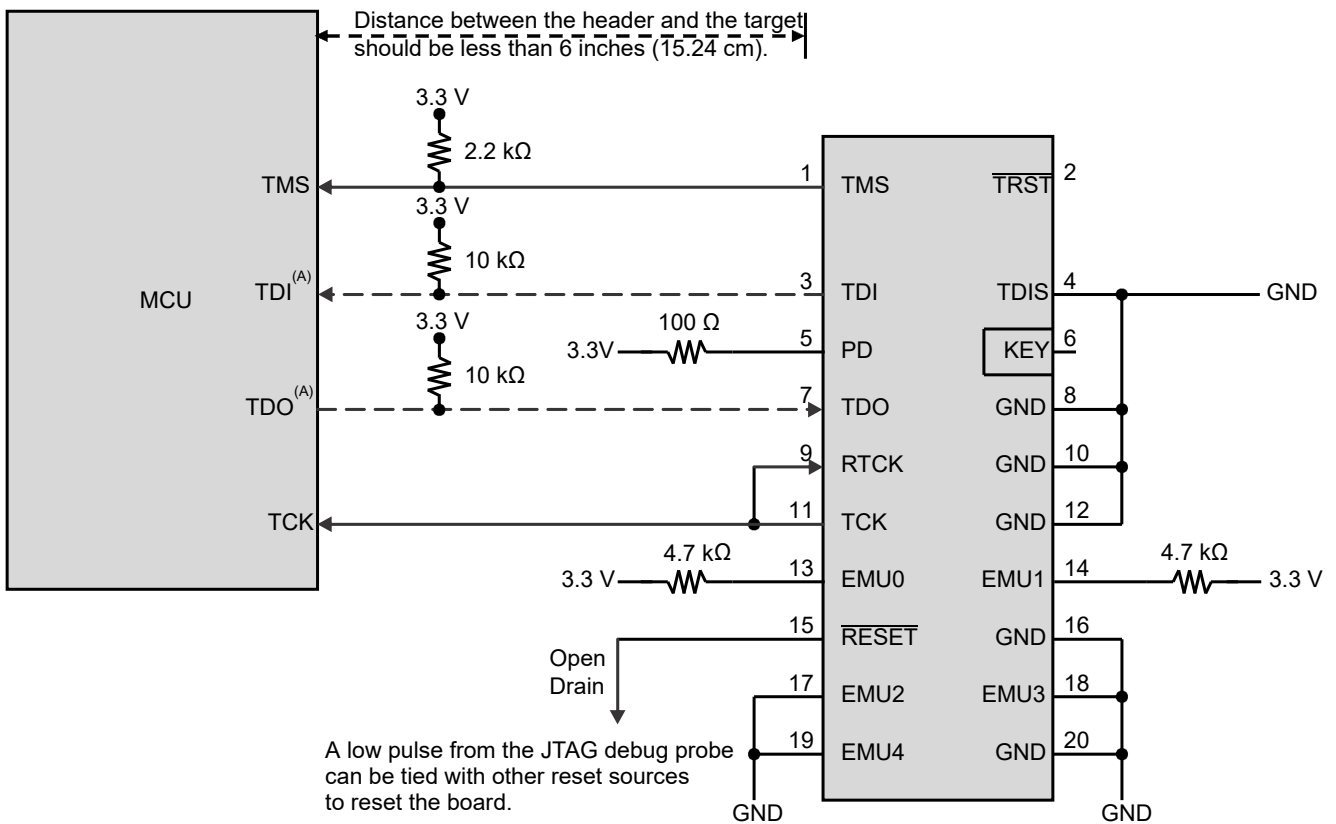 Distance between the header and the target
should be less than 6 inches (15.24 cm).
3.3 V
2.2 kΩ
TMS
1
TMS
TRST
2
3.3 V
10 kΩ
MCU
TDI(A)
3
TDI
TDIS
4
GND
3.3 V
10 kΩ
3.3V
100 Ω
5
PD
KEY
6
TDO(A)
7
TDO
GND
8
9
RTCK
GND
10
TCK
11
TCK
GND
12
3.3 V
4.7 kΩ
13
EMU0
EMU1
14
4.7 kΩ
3.3 V
15
RESET
GND
16
Open
Drain
17
EMU2
EMU3
18
A low pulse from the JTAG debug probe
can be tied with other reset sources
to reset the board.
19
EMU4
GND
20
GND
GND